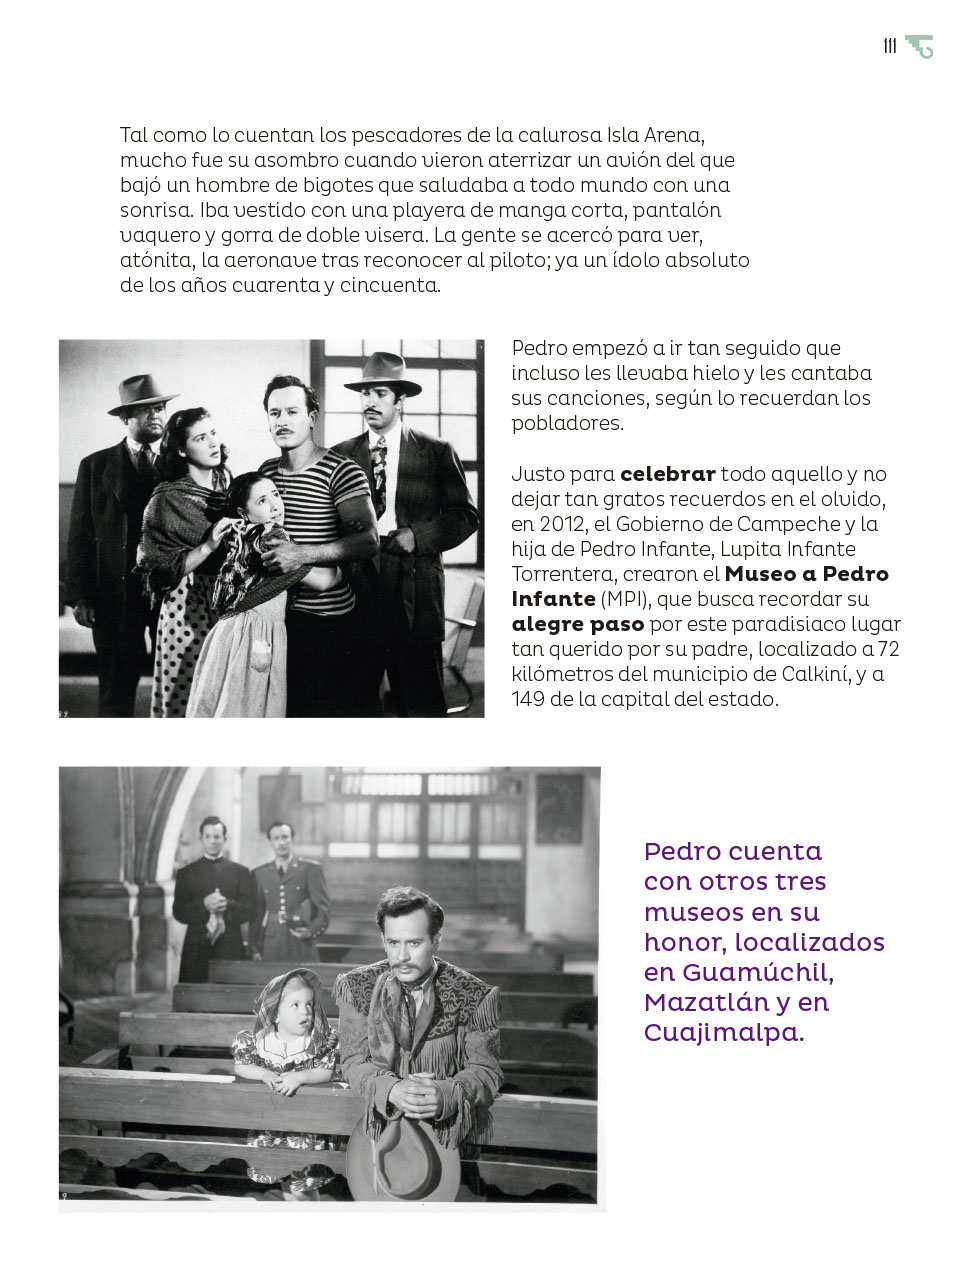 111
Tal como lo cuentan los pescadores de la calurosa Isla Arena,
mucho fue su asombro cuando vieron aterrizar un avión del que
bajó un hombre de bigotes que saludaba a todo mundo con una
sonrisa. Iba vestido con una playera de manga corta, pantalón
vaquero y gorra de doble visera. La gente se acercó para ver,
atónita, la aeronave tras reconocer al piloto; ya un ídolo absoluto
de los años cuarenta y cincuenta.
Pedro empezó a ir tan seguido que
incluso les llevaba hielo y les cantaba
sus canciones, según lo recuerdan los
pobladores.
Justo para celebrar todo aquello y no
dejar tan gratos recuerdos en el olvido,
en 2012, el Gobierno de Campeche y la
hija de Pedro Infante, Lupita Infante
Torrentera, crearon el Museo a Pedro
Infante (MPI), que busca recordar su
alegre paso por este paradisiaco lugar
tan querido por su padre, localizado a 72
kilómetros del municipio de Calkiní, y a
149 de la capital del estado.
Pedro cuenta
con otros tres
museos en su
honor, localizados
en Guamúchil,
Mazatlán y en
Cuajimalpa.
9